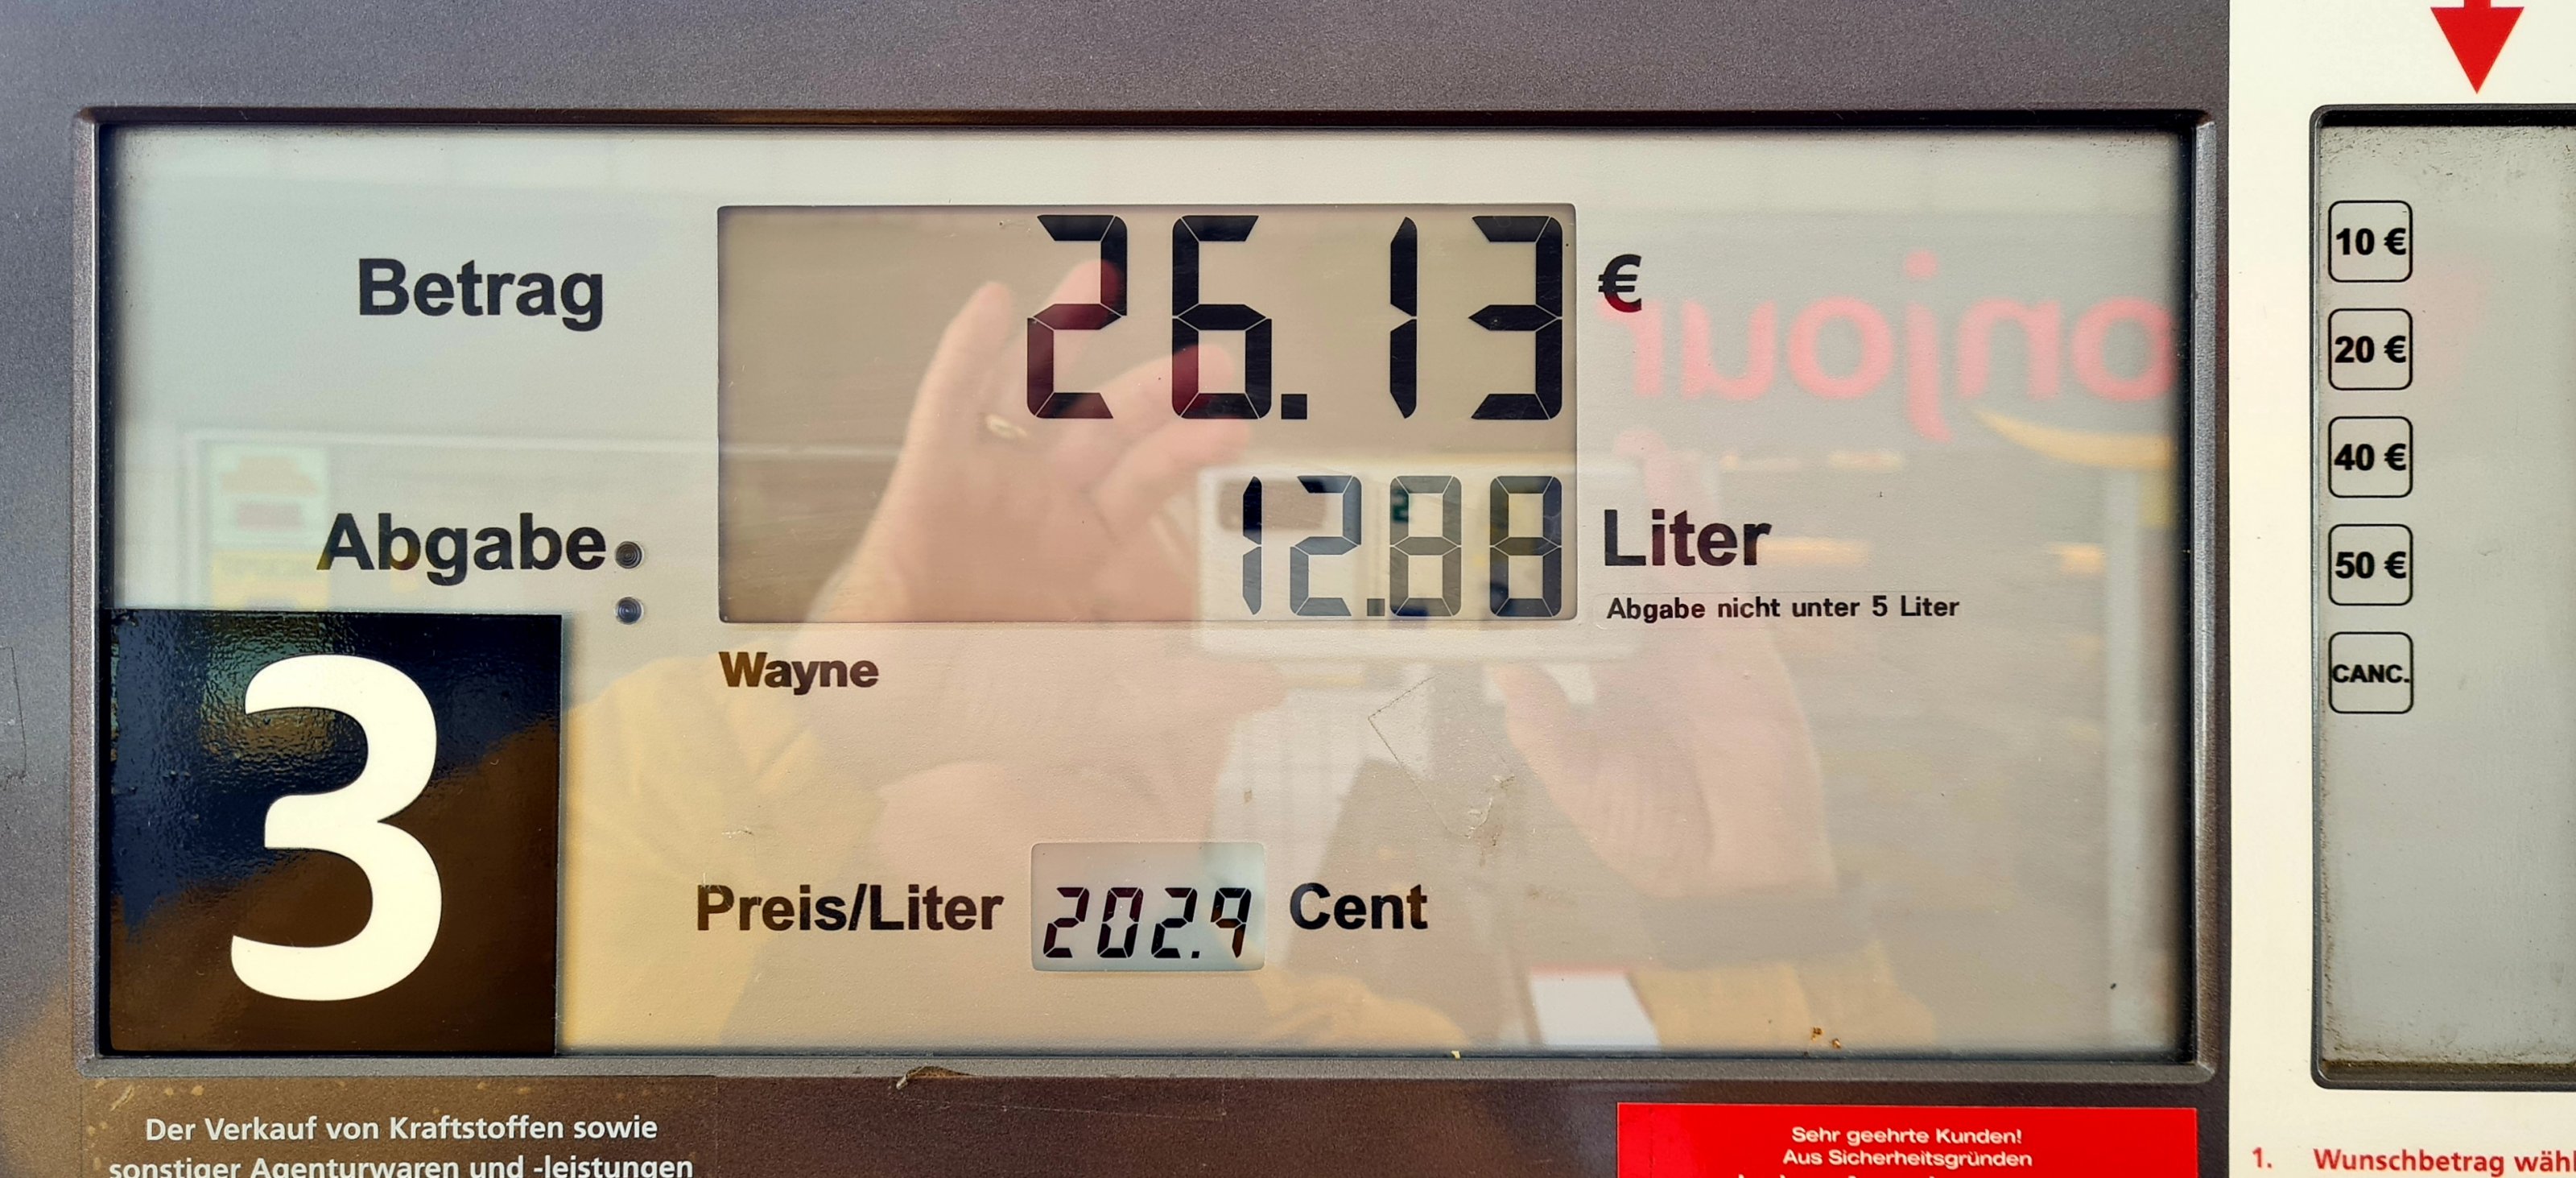 Betrag 26.13 €
Abgabe 12.88 Liter
Abgabe nicht unter 5 Liter
Wayne
3
Preis/Liter 202.9 Cent
onjour
10 €
20 €
40 €
50 €
CANC.
Der Verkauf von Kraftstoffen sowie
sonstiger Agenturwaren und -leistungen
Sehr geehrte Kunden!
Aus Sicherheitsgründen
1. Wunschbetrag wähl